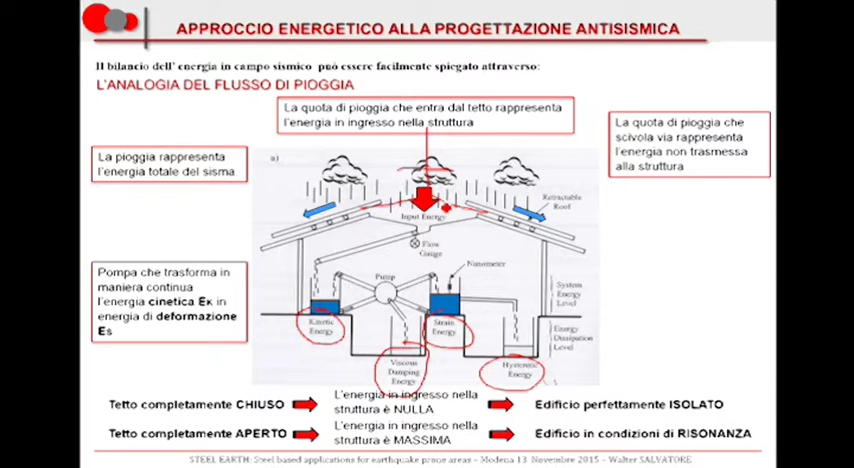 APPROCCIO ENERGETICO ALLA PROGETTAZIONE ANTISISMICA
Il bilancio dell' energia in campo sismico può essere facilmente spiegato attraverso:
L'ANALOGIA DEL FLUSSO DI PIOGGIA
La quota di pioggia che entra dal tetto rappresenta
l'energia in ingresso nella struttura
La quota di pioggia che
scivola via rappresenta
l'energia non trasmessa
alla struttura
La pioggia rappresenta
l'energia totale del sisma
a)
Retractable
Roof
Input Energy
Flow
Gauge
Pump
Nanometer
Pompa che trasforma in
maniera continua
l'energia cinetica EK in
energia di deformazione
ES
System
Energy
Level
Kinetic
Energy
Strain
Energy
Energy
Dissipation
Level
Viscous
Damping
Energy
Hysteretic
Energy
Tetto completamente CHIUSO
L'energia in ingresso nella
struttura è NULLA
Edificio perfettamente ISOLATO
Tetto completamente APERTO
L'energia in ingresso nella
struttura è MASSIMA
Edificio in condizioni di RISONANZA
STEEL EARTH: Steel based applications for earthquake prone areas – Modena 13 Novembre 2015 – Walter SALVATORE